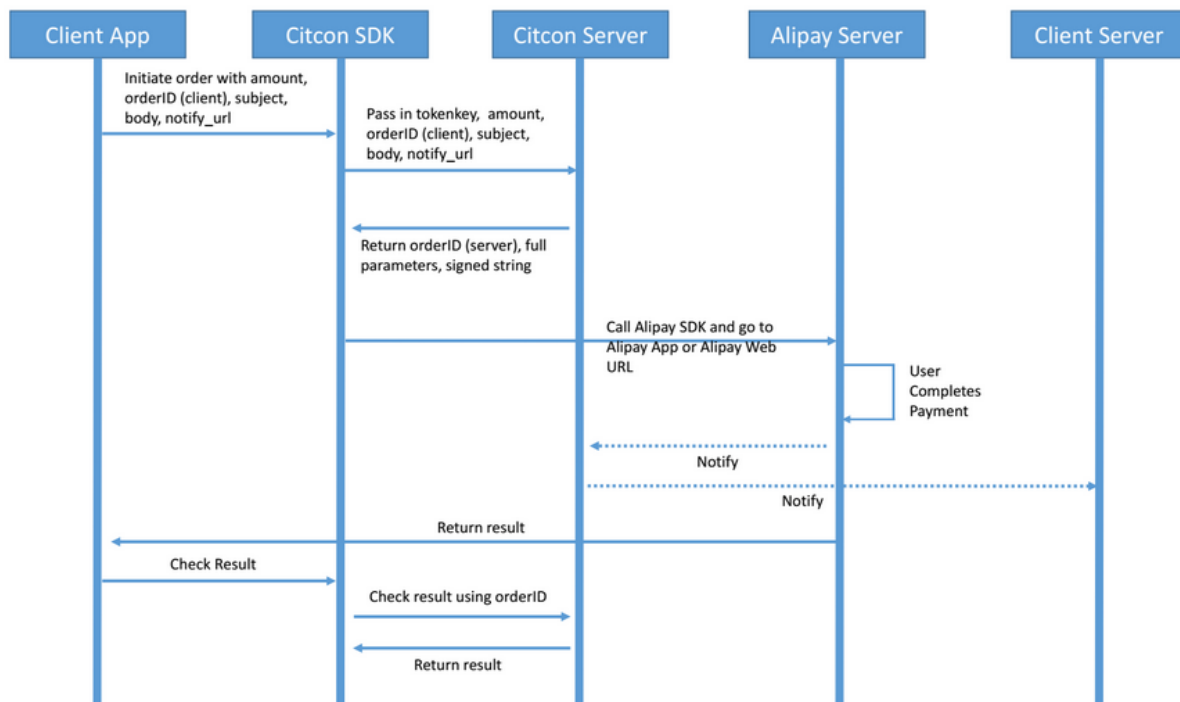 Client App
Citcon SDK
Citcon Server
Alipay Server
Client Server
Initiate order with amount,
orderID (client), subject,
body, notify_url
Pass in tokenkey,  amount,
orderID (client), subject,
body, notify_url
Return orderID (server), full
parameters, signed string
Call Alipay SDK and go to
Alipay App or Alipay Web
URL
User
Completes
Payment
Notify
Notify
Return result
Check Result
Check result using orderID
Return result